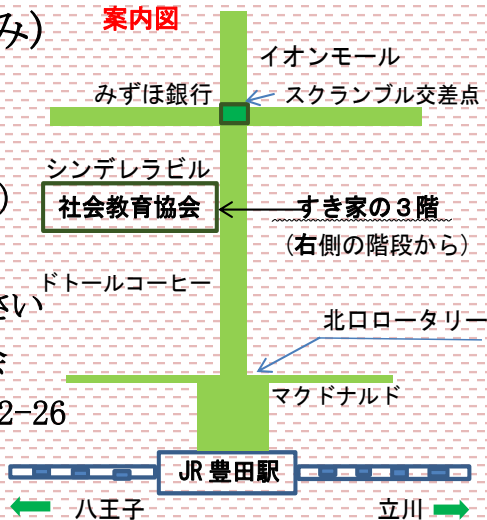 案内図
み)
イオンモール
みずほ銀行
スクランブル交差点
シンデレラビル
)
社会教育協会
すき家の３階
(右側の階段から)
ドトールコーヒー
さい
北口ロータリー
会
マクドナルド
2-26
JR 豊田駅
八王子
立川